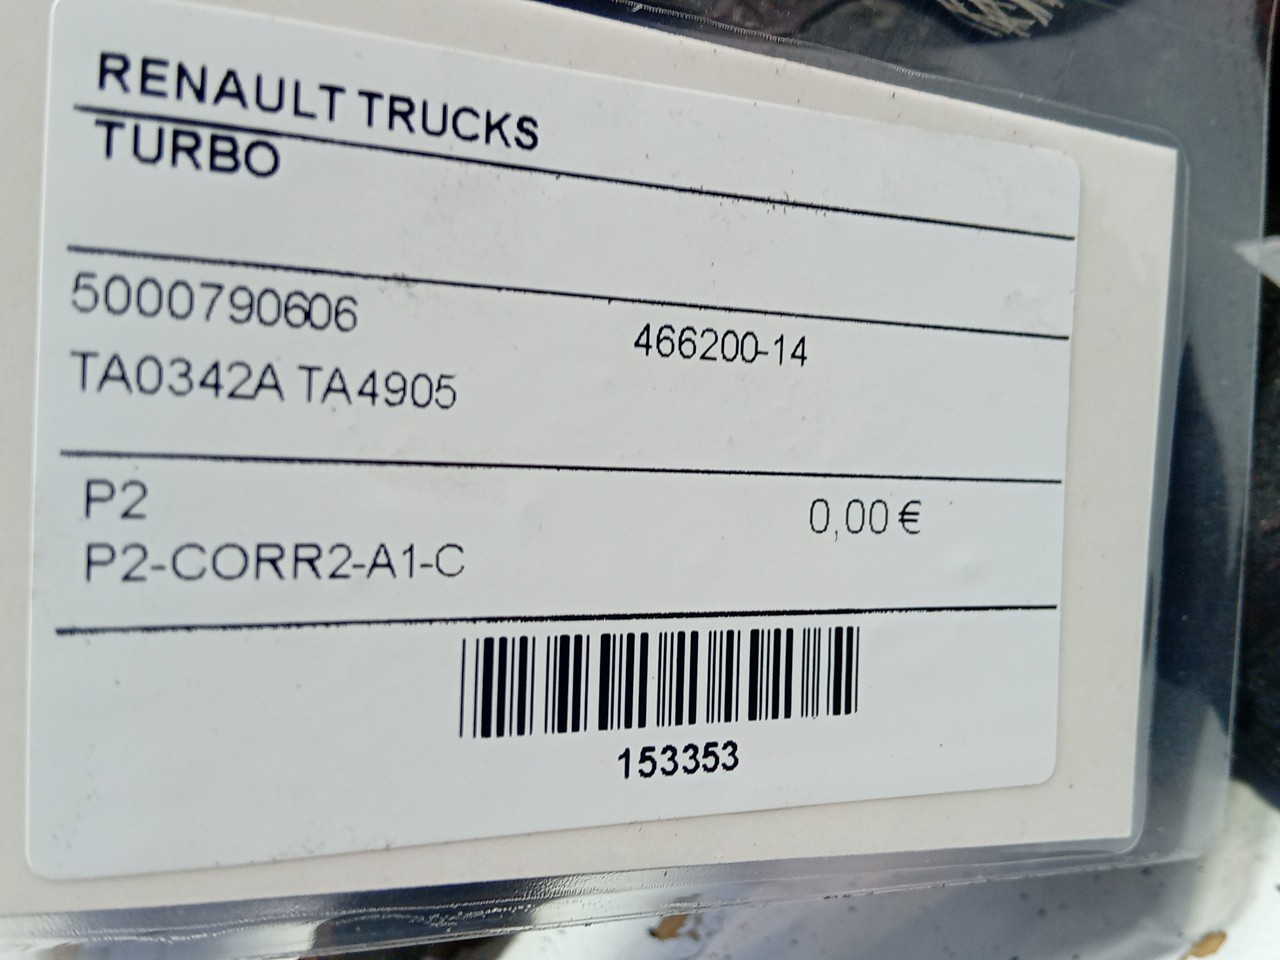 RENAULT TRUCKS
TURBO
5000790606
466200-14
TA0342A TA4905
P2
0,00 €
P2-CORR2-A1-C
153353